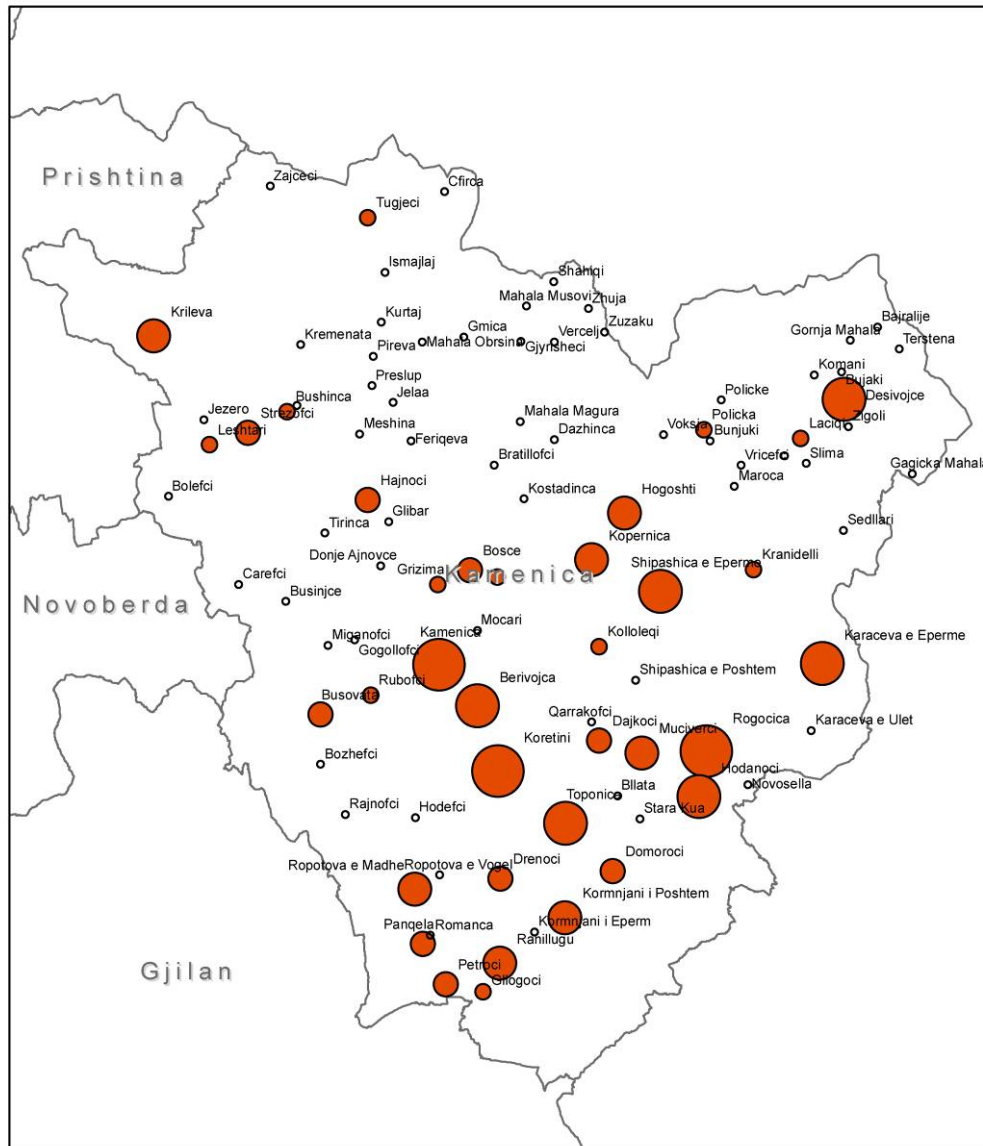 Prishtina
Zajceci
Cfirca
Tugjeci
Ismajlaj
Shahiqi
Mahala Musovi
Zhuja
Krileva
Kurtaj
Gmica
Vercelj
Zuzaku
Bajralije
Gornja Mahala
Terstena
Kremenata
Pireva
Mahala Obrsina
Gjyrisheci
Komani
Bujaki
Preslup
Policke
Desivojce
Jelaa
Bushinca
Jezero
Strezofci
Mahala Magura
Policka
Zigoli
Leshtari
Meshina
Feriqeva
Dazhinca
Voksja
Bunjuki
Laciqi
Bratillofci
Vricefci
Slima
Gagicka Mahala
Maroca
Bolefci
Hajnoci
Kostadinca
Hogoshti
Glibar
Tirinca
Sedllari
Kopernica
Donje Ajnovce
Bosce
Shipashica e Eperme
Kranidelli
Grizima
Kamenica
Carefci
Businjce
Novoberda
Mocari
Miganofci
Kamenica
Gogollofci
Kolloleqi
Karaceva e Eperme
Rubofci
Berivojca
Shipashica e Poshtem
Busovata
Qarrakofci
Dajkoci
Muciverci
Rogocica
Karaceva e Ulet
Koretini
Bozhefci
Hodanoci
Novosella
Toponica
Bllata
Rajnofci
Hodefci
Stara Kua
Ropotova e Madhe
Ropotova e Vogel
Drenoci
Domoroci
Kormnjani i Poshtem
Panqela
Romanca
Kormnjani i Eperm
Ranillugu
Gjilan
Petroci
Gllogoci